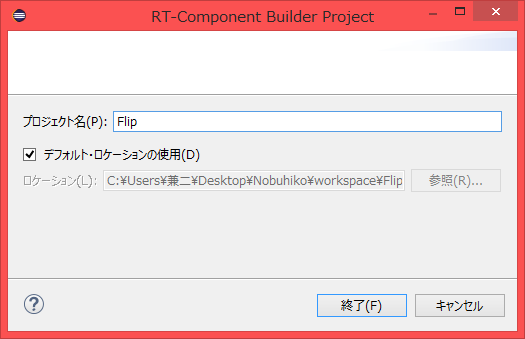 RT-Component Builder Project
プロジェクト名(P): Flip
デフォルト・ロケーションの使用(D)
ロケーション(L): C:¥Users¥兼二¥Desktop¥Nobuhiko¥workspace¥Flip 参照(R)...
?
終了(F) キャンセル